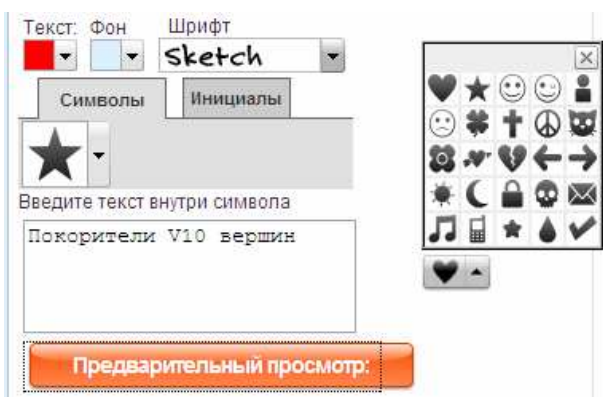 Текст: Фон Шрифт
Sketch
Символы Инициалы
Введите текст внутри символа
Покорители V10 вершин
Предварительный просмотр: